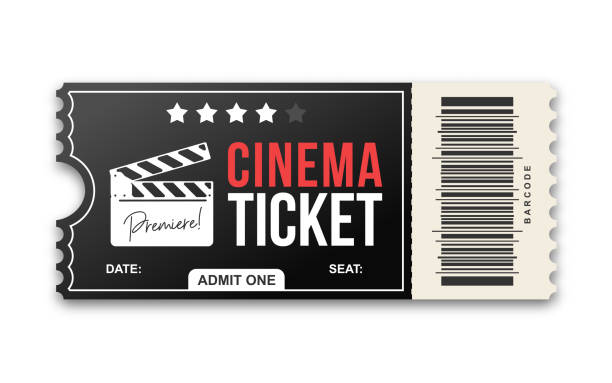 CINEMA
TICKET
Premiere!
DATE:
SEAT:
ADMIT ONE
BARCODE